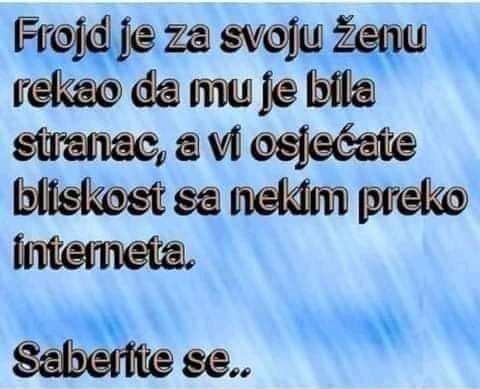 Frojd je za svoju ženu
rekao da mu je bila
stranac, a vi osjećate
bliskost sa nekim preko
interneta.
Saberite se..